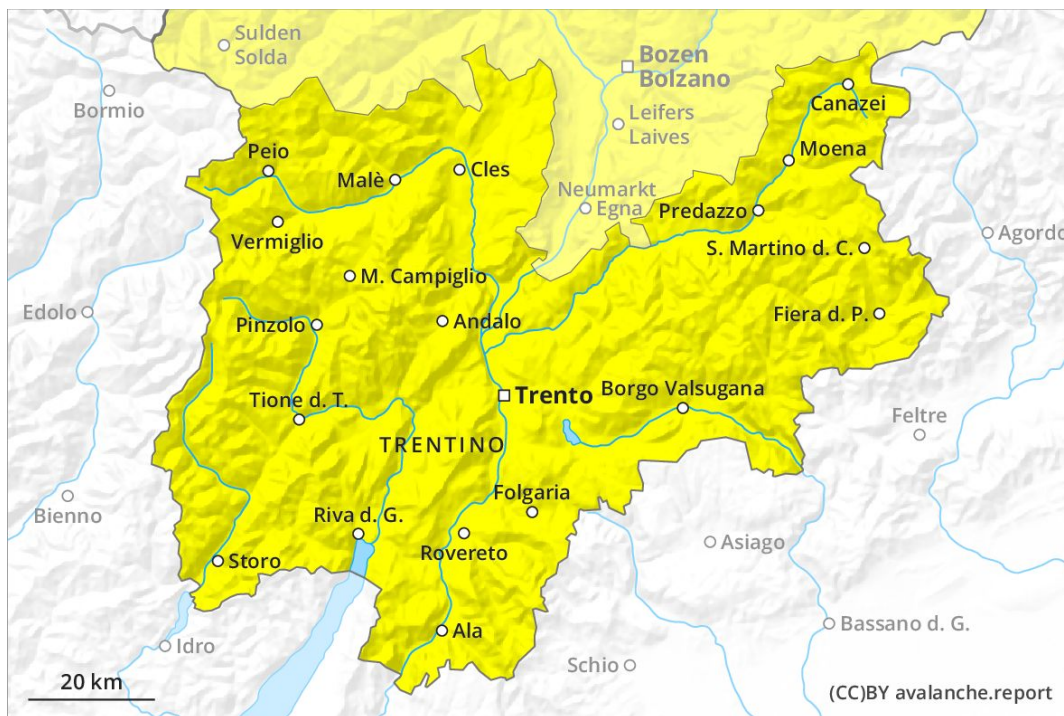 Sulden
Solda
Bozen
Bolzano
Bormio
Canazei
Leifers
Laives
Peio
Malè
Cles
Moena
Neumarkt
Egna
Predazzo
Vermiglio
S. Martino d. C.
Agordo
M. Campiglio
Edolo
Pinzolo
Andalo
Fiera d. P.
Trento
Borgo Valsugana
Tione d. T.
Feltre
TRENTINO
Bienno
Folgaria
Riva d. G.
Rovereto
Asiago
Storo
Ala
Bassano d. G.
Idro
Schio
20 km
(CC)BY avalanche.report